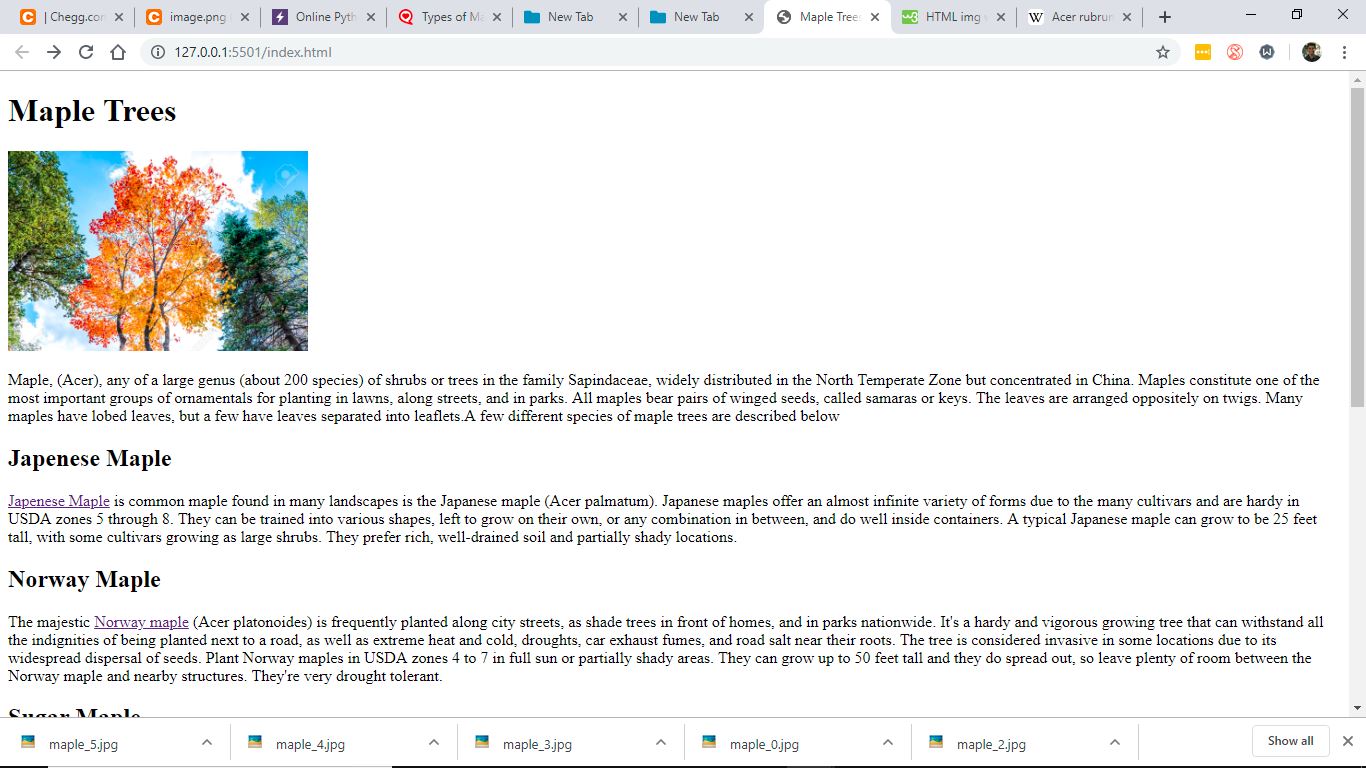 | Chegg.co
image.png
Online Pyth
Types of Ma
New Tab
New Tab
Maple Trees
HTML img
Acer rubrun
127.0.0.1:5501/index.html
Maple Trees
Maple, (Acer), any of a large genus (about 200 species) of shrubs or trees in the family Sapindaceae, widely distributed in the North Temperate Zone but concentrated in China. Maples constitute one of the
most important groups of ornamentals for planting in lawns, along streets, and in parks. All maples bear pairs of winged seeds, called samaras or keys. The leaves are arranged oppositely on twigs. Many
maples have lobed leaves, but a few have leaves separated into leaflets.A few different species of maple trees are described below
Japenese Maple
Japenese Maple is common maple found in many landscapes is the Japanese maple (Acer palmatum). Japanese maples offer an almost infinite variety of forms due to the many cultivars and are hardy in
USDA zones 5 through 8. They can be trained into various shapes, left to grow on their own, or any combination in between, and do well inside containers. A typical Japanese maple can grow to be 25 feet
tall, with some cultivars growing as large shrubs. They prefer rich, well-drained soil and partially shady locations.
Norway Maple
The majestic Norway maple (Acer platonoides) is frequently planted along city streets, as shade trees in front of homes, and in parks nationwide. It's a hardy and vigorous growing tree that can withstand all
the indignities of being planted next to a road, as well as extreme heat and cold, droughts, car exhaust fumes, and road salt near their roots. The tree is considered invasive in some locations due to its
widespread dispersal of seeds. Plant Norway maples in USDA zones 4 to 7 in full sun or partially shady areas. They can grow up to 50 feet tall and they do spread out, so leave plenty of room between the
Norway maple and nearby structures. They're very drought tolerant.
Sugar Maple
maple_5.jpg
maple_4.jpg
maple_3.jpg
maple_0.jpg
maple_2.jpg
Show all